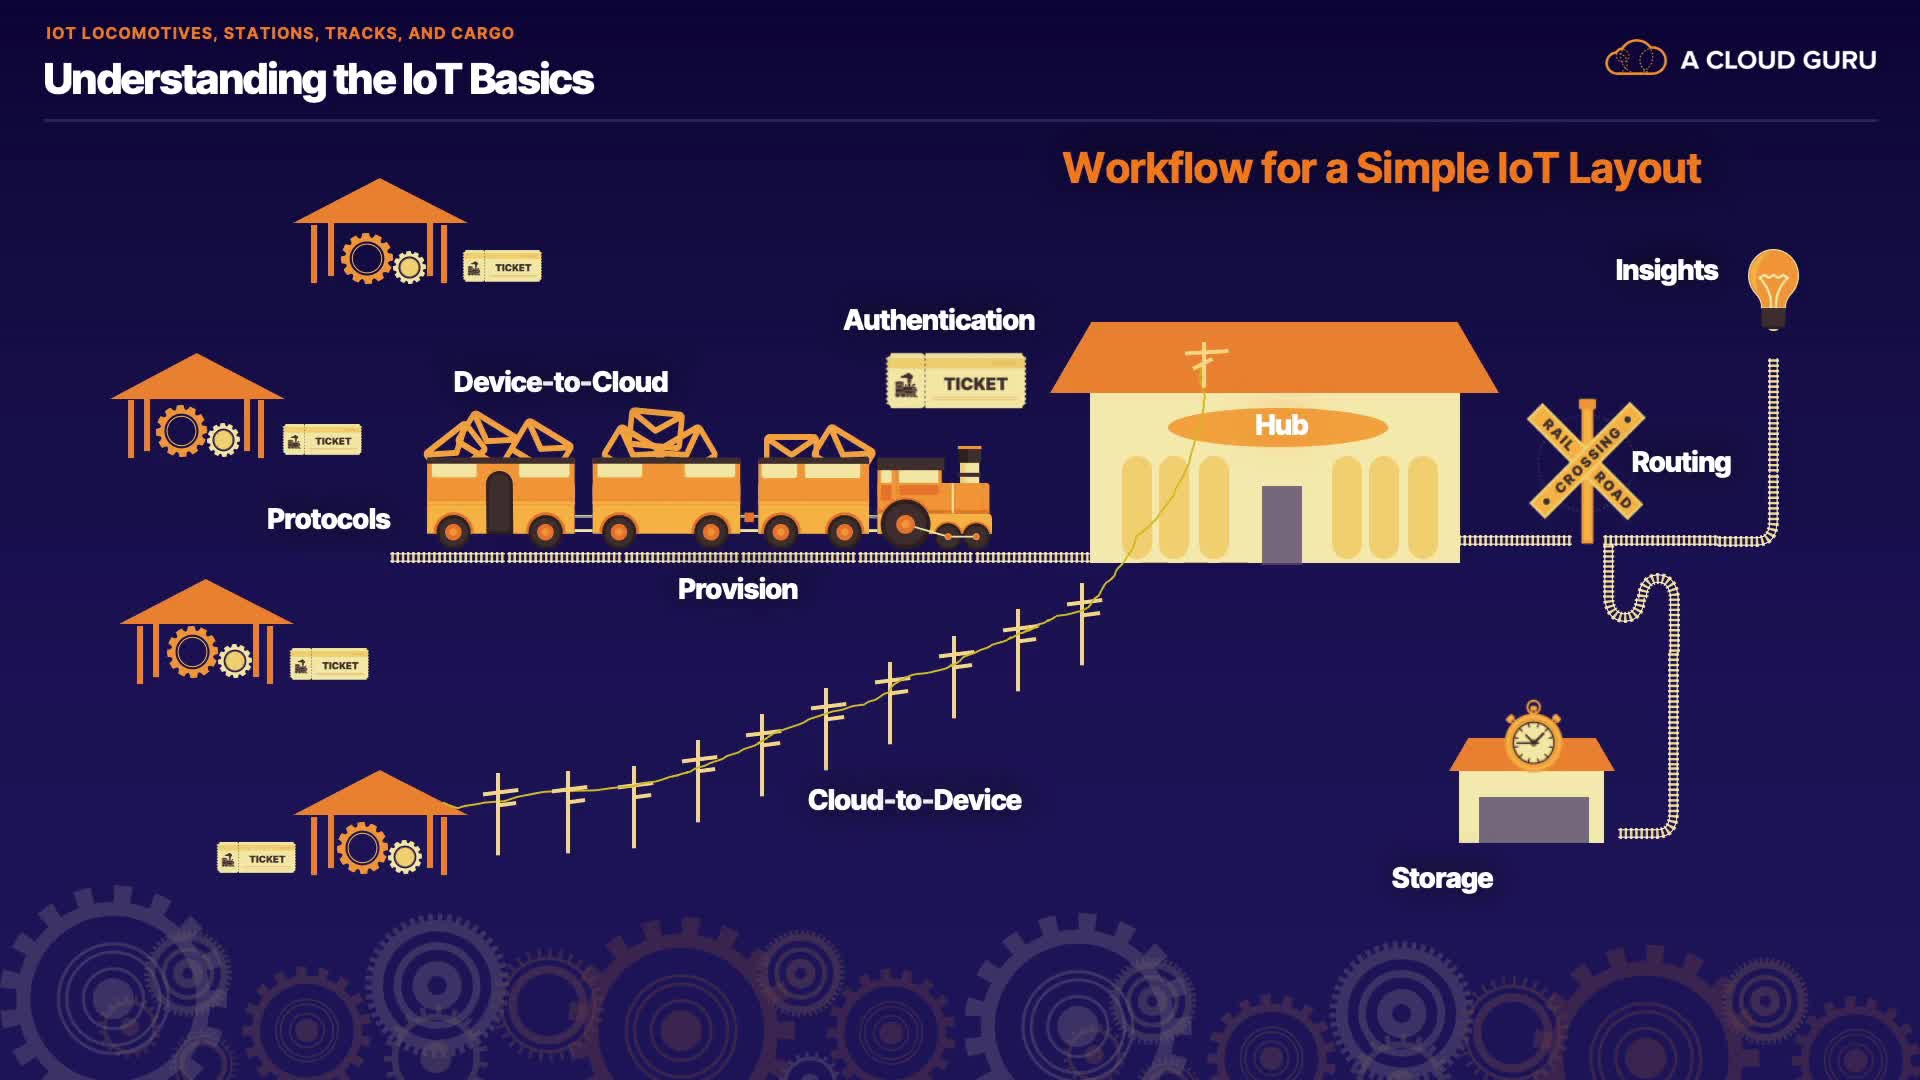 IOT LOCOMOTIVES, STATIONS, TRACKS, AND CARGO
Understanding the IoT Basics
A CLOUD GURU
Workflow for a Simple IoT Layout
TICKET
Insights
Authentication
TICKET
Device-to-Cloud
Hub
TICKET
RAIL ROAD
CROSSING
Routing
Protocols
Provision
TICKET
Cloud-to-Device
TICKET
Storage